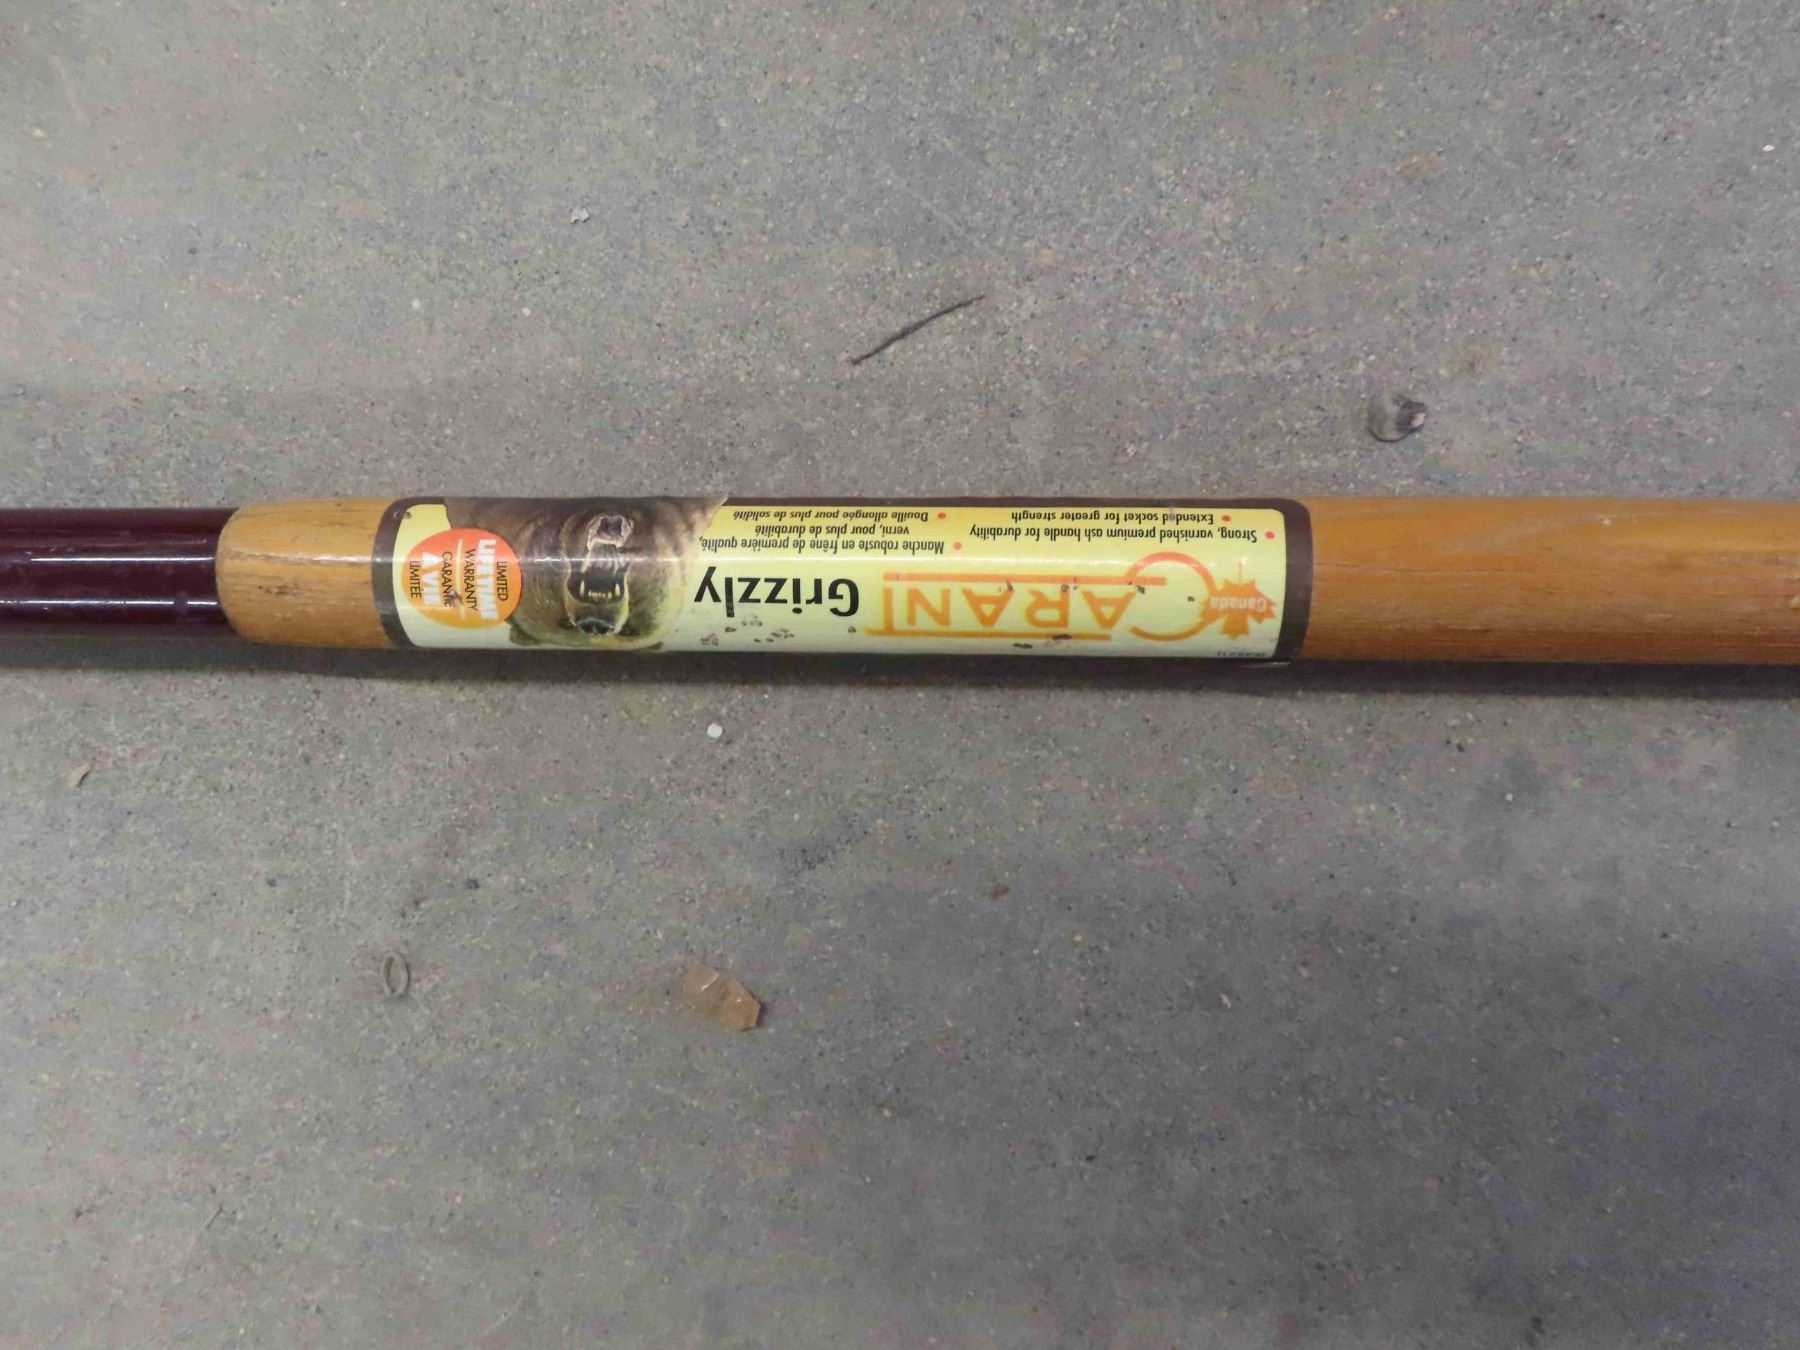 Canada
GARANT
Grizzly
• Strong, varnished premium ash handle for durability
• Extended socket for greater strength
• Manche robuste en frêne de première qualité,
verni, pour plus de durabilité
• Douille allongée pour plus de solidité
LIMITED
LIFETIME
WARRANTY
GARANTIE
À VIE
LIMITÉE